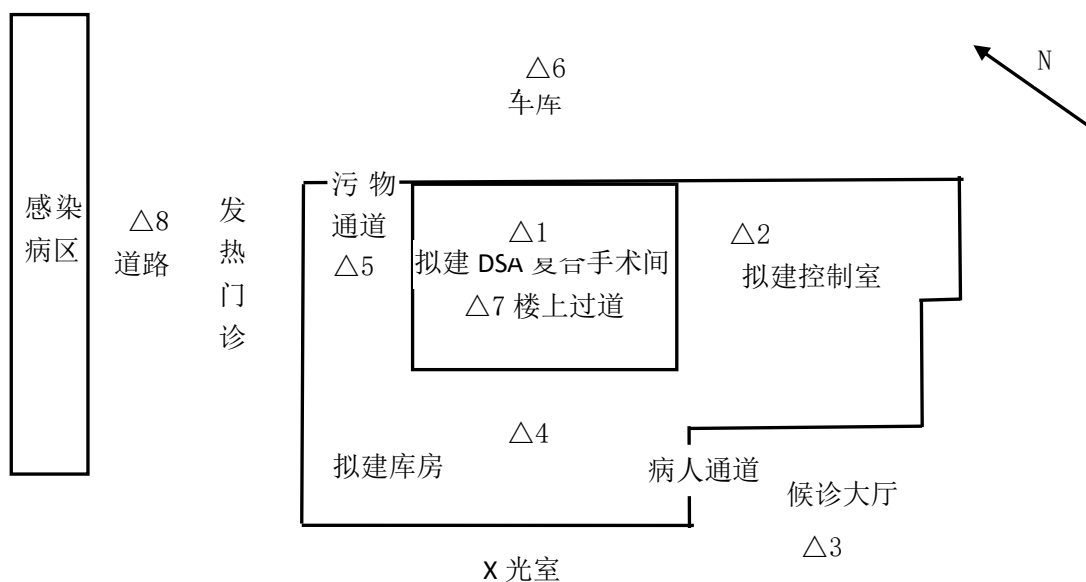 △6
车库
N
感染
病区
△8
道路
发
热
门
诊
污物
通道
△5
△1
拟建 DSA 复合手术间
△7 楼上过道
△2
拟建控制室
△4
拟建库房
病人通道
候诊大厅
△3
X 光室